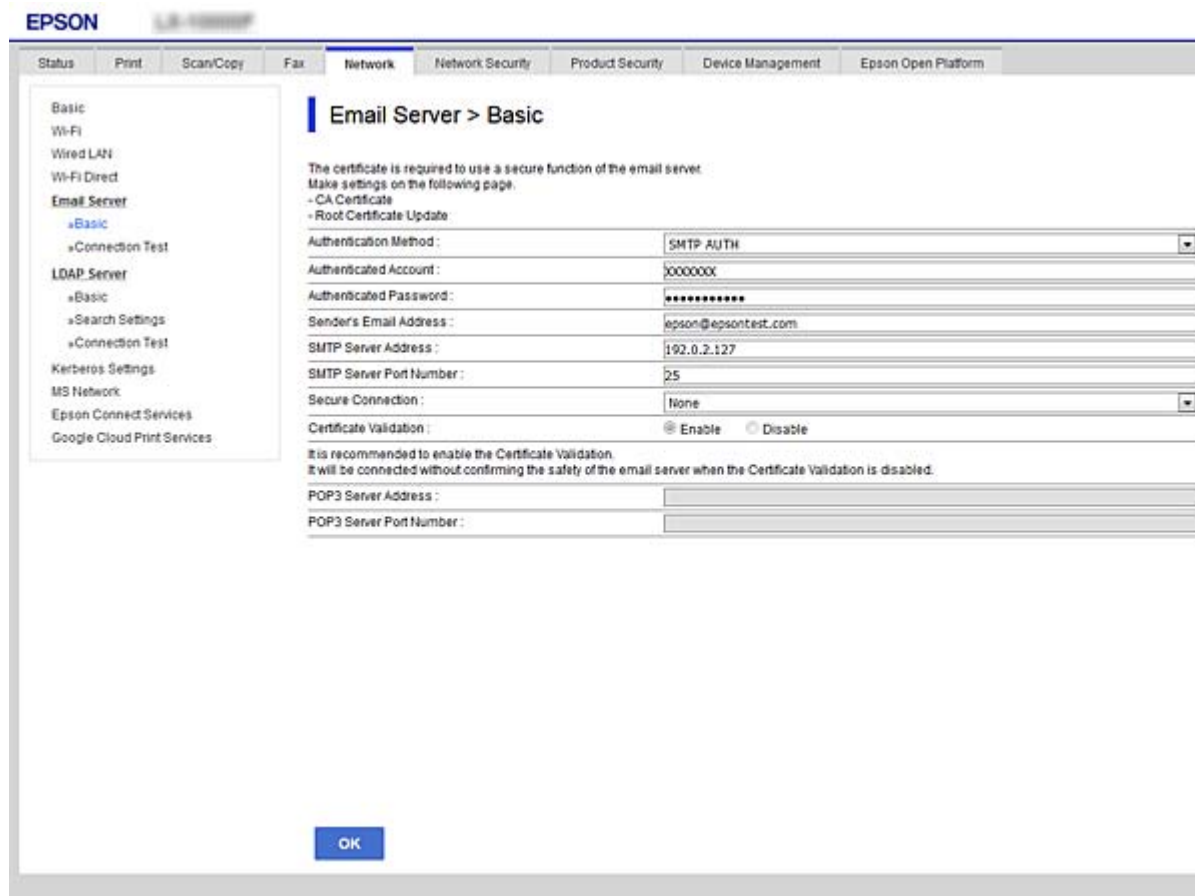 EPSON
Status Print Scan/Copy Fax Network Network Security Product Security Device Management Epson Open Platform
Basic
Wi-Fi
Wired LAN
Wi-Fi Direct
Email Server
»Basic
»Connection Test
LDAP Server
»Basic
»Search Settings
»Connection Test
Kerberos Settings
MS Network
Epson Connect Services
Google Cloud Print Services
Email Server > Basic
The certificate is required to use a secure function of the email server.
Make settings on the following page.
- CA Certificate
- Root Certificate Update
Authentication Method : SMTP AUTH
Authenticated Account : XXXXXXX
Authenticated Password : •••••••••••
Sender's Email Address : epson@epsontest.com
SMTP Server Address : 192.0.2.127
SMTP Server Port Number : 25
Secure Connection : None
Certificate Validation : Enable Disable
It is recommended to enable the Certificate Validation.
It will be connected without confirming the safety of the email server when the Certificate Validation is disabled.
POP3 Server Address :
POP3 Server Port Number :
OK